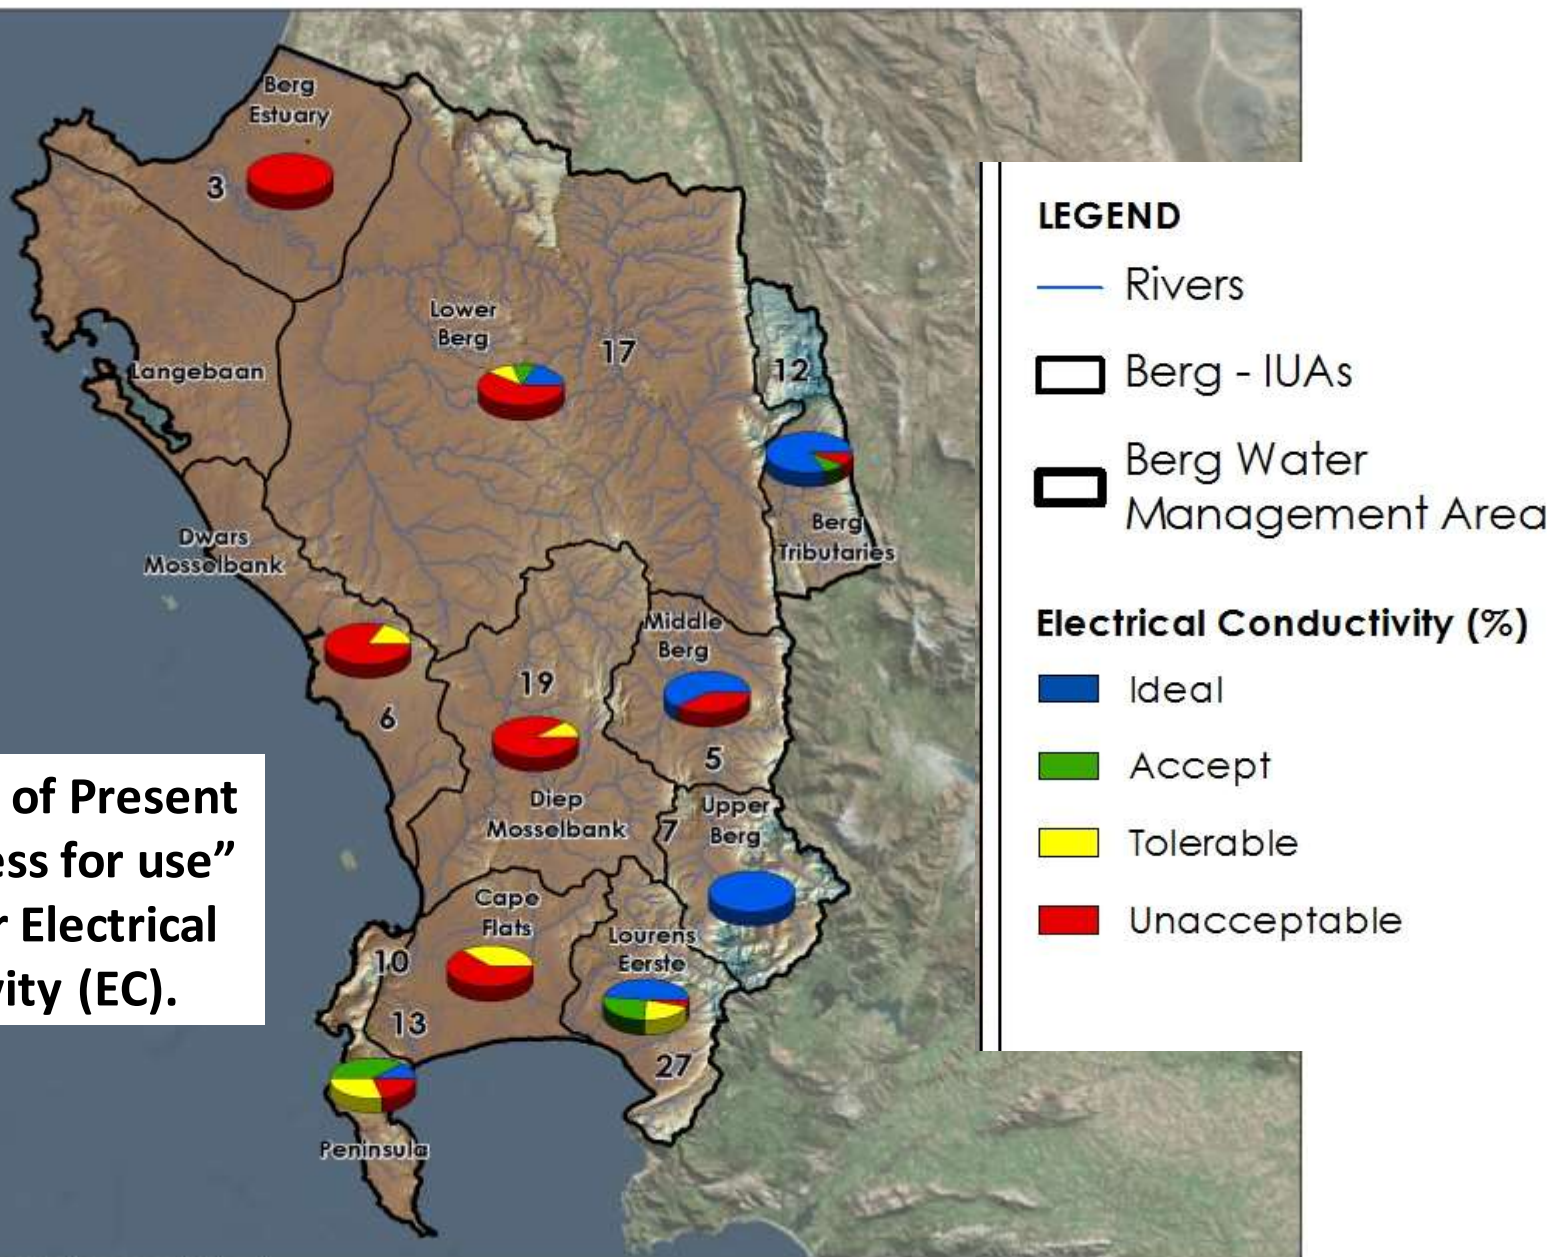 Berg
Estuary
3
Lower
Berg
17
12
Langebaan
Berg
Tributaries
Dwars
Mosselbank
Middle
Berg
19
6
5
Diep
Mosselbank
7
Upper
Berg
Cape
Flats
Lourens
Eerste
10
13
27
Peninsula
of Present
ess for use”
r Electrical
vity (EC).
LEGEND
Rivers
Berg - IUAs
Berg Water
Management Area
Electrical Conductivity (%)
Ideal
Accept
Tolerable
Unacceptable